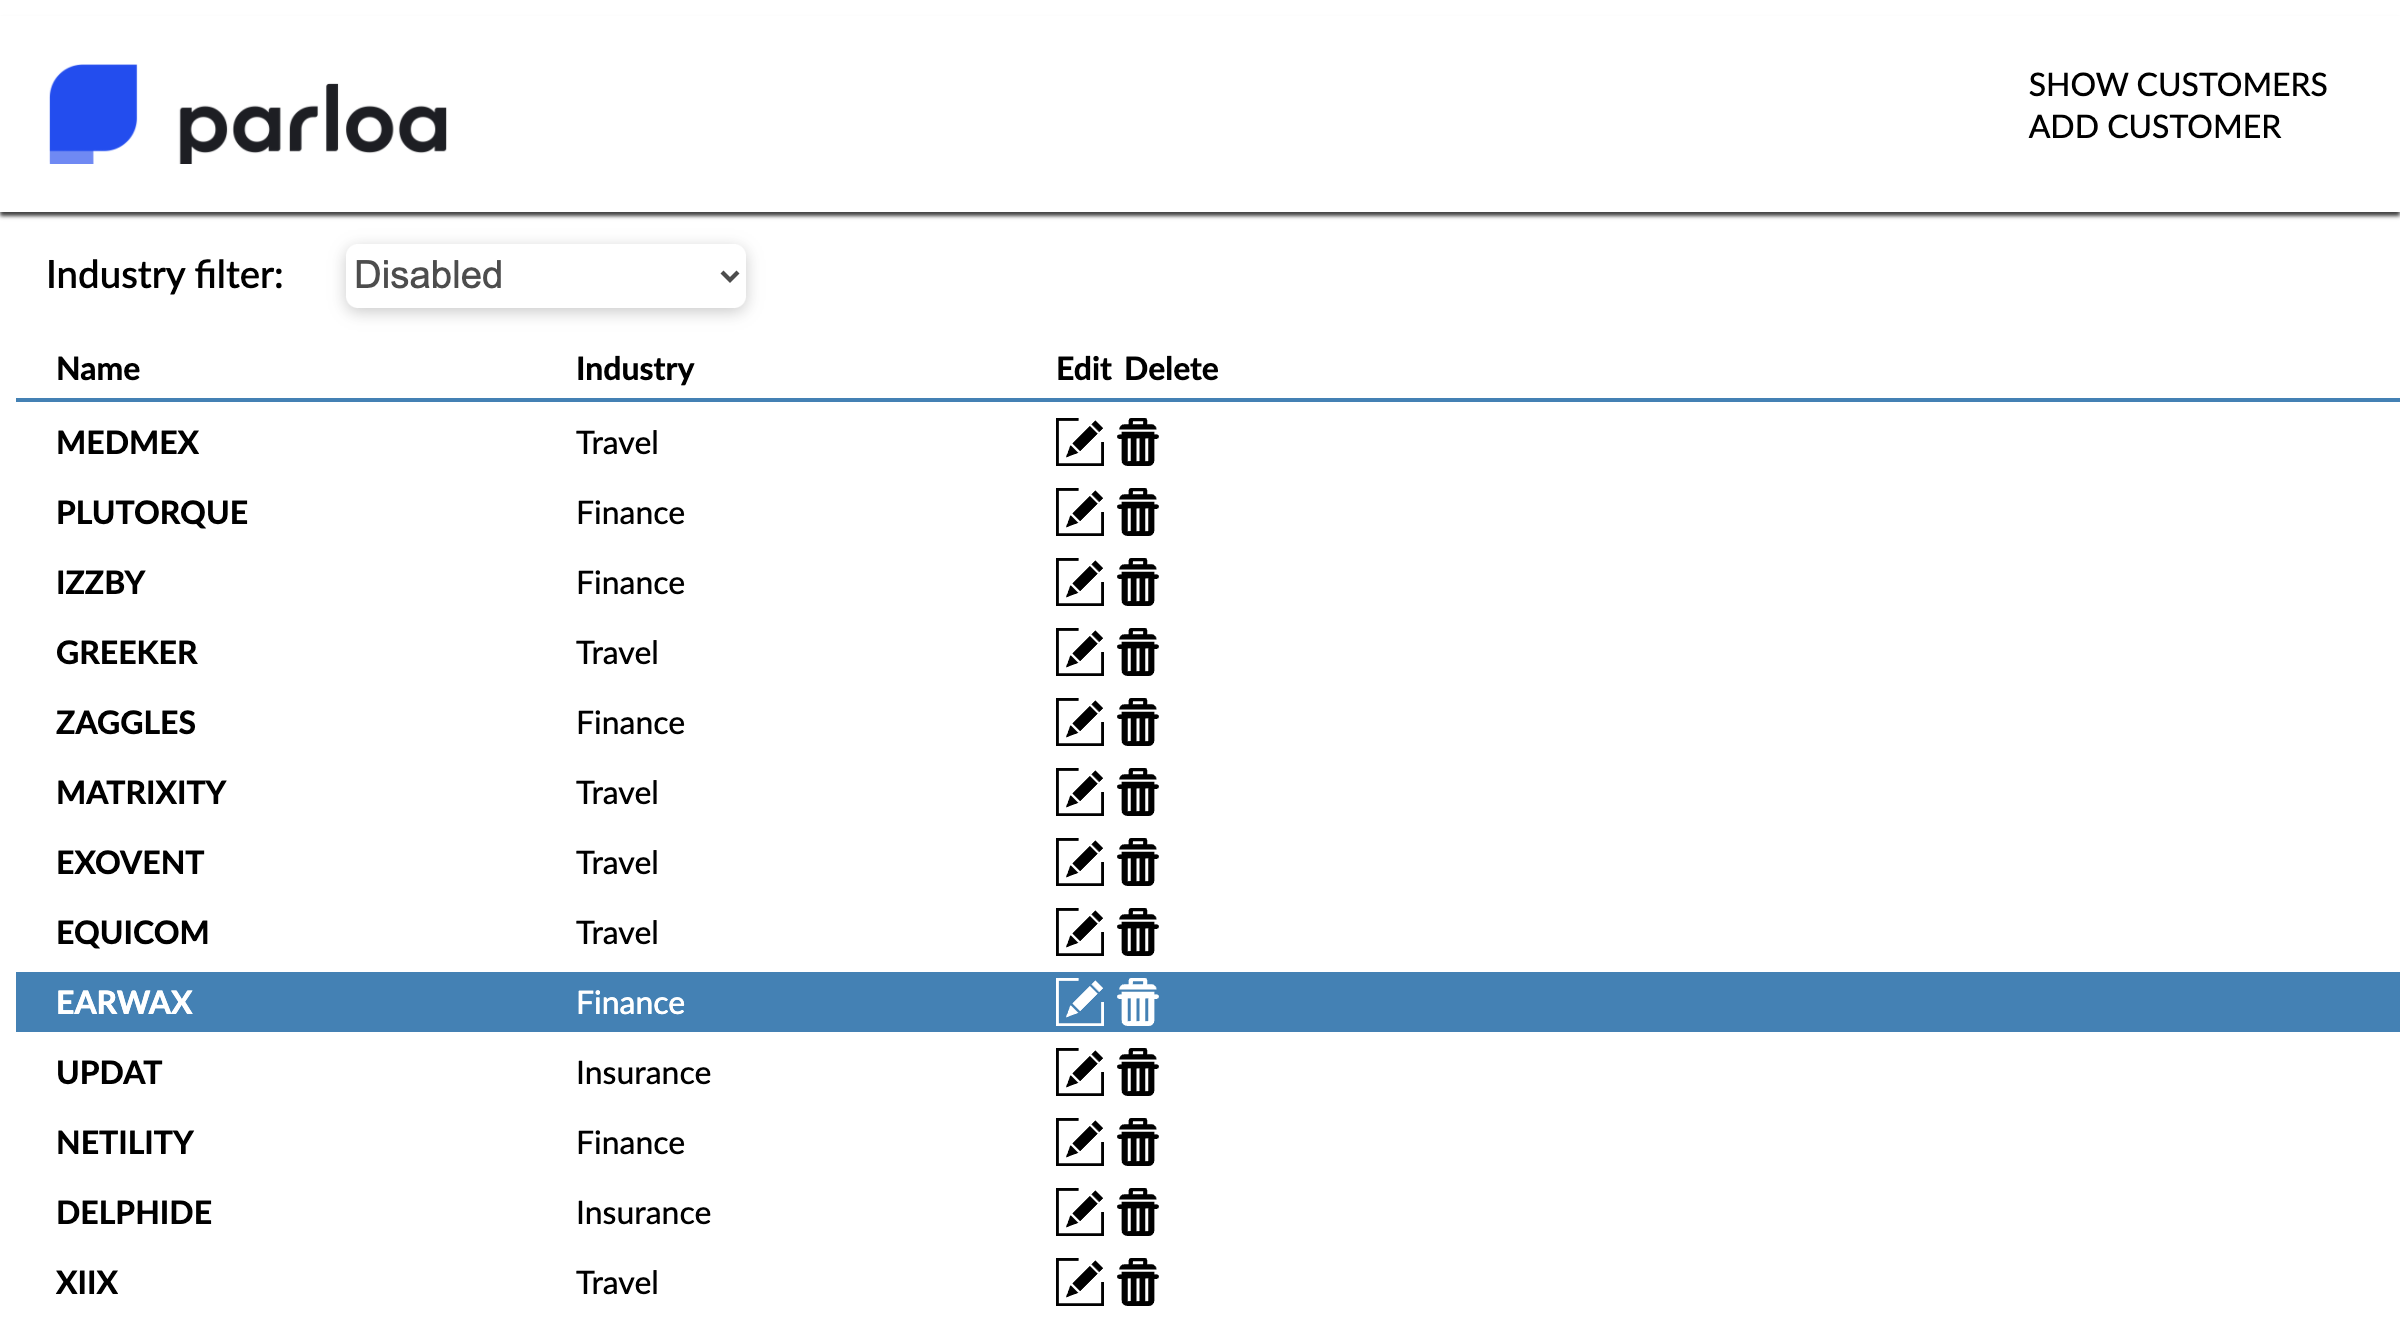 parloa
SHOW CUSTOMERS
ADD CUSTOMER
Industry filter: Disabled
Name Industry Edit Delete
MEDMEX Travel
PLUTORQUE Finance
IZZBY Finance
GREEKER Travel
ZAGGLES Finance
MATRIXITY Travel
EXOVENT Travel
EQUICOM Travel
EARWAX Finance
UPDAT Insurance
NETILITY Finance
DELPHIDE Insurance
XIIX Travel